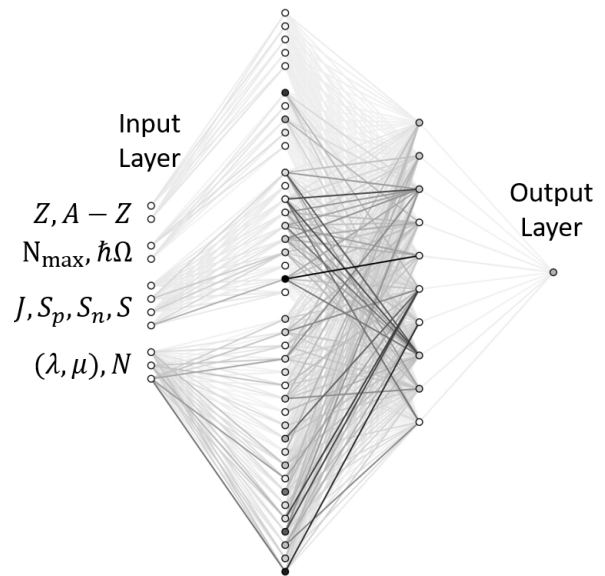 Input
Layer
Z, A − Z
N_max, ℏΩ
J, S_p, S_n, S
(λ, μ), N
Output
Layer